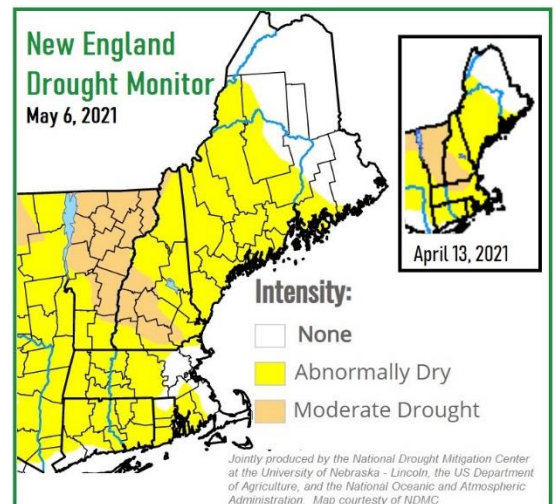 New England
Drought Monitor
May 6, 2021
April 13, 2021
Intensity:
None
Abnormally Dry
Moderate Drought
Jointly produced by the National Drought Mitigation Center
at the University of Nebraska - Lincoln, the US Department
of Agriculture, and the National Oceanic and Atmospheric
Administration. Map courtesy of NDMC